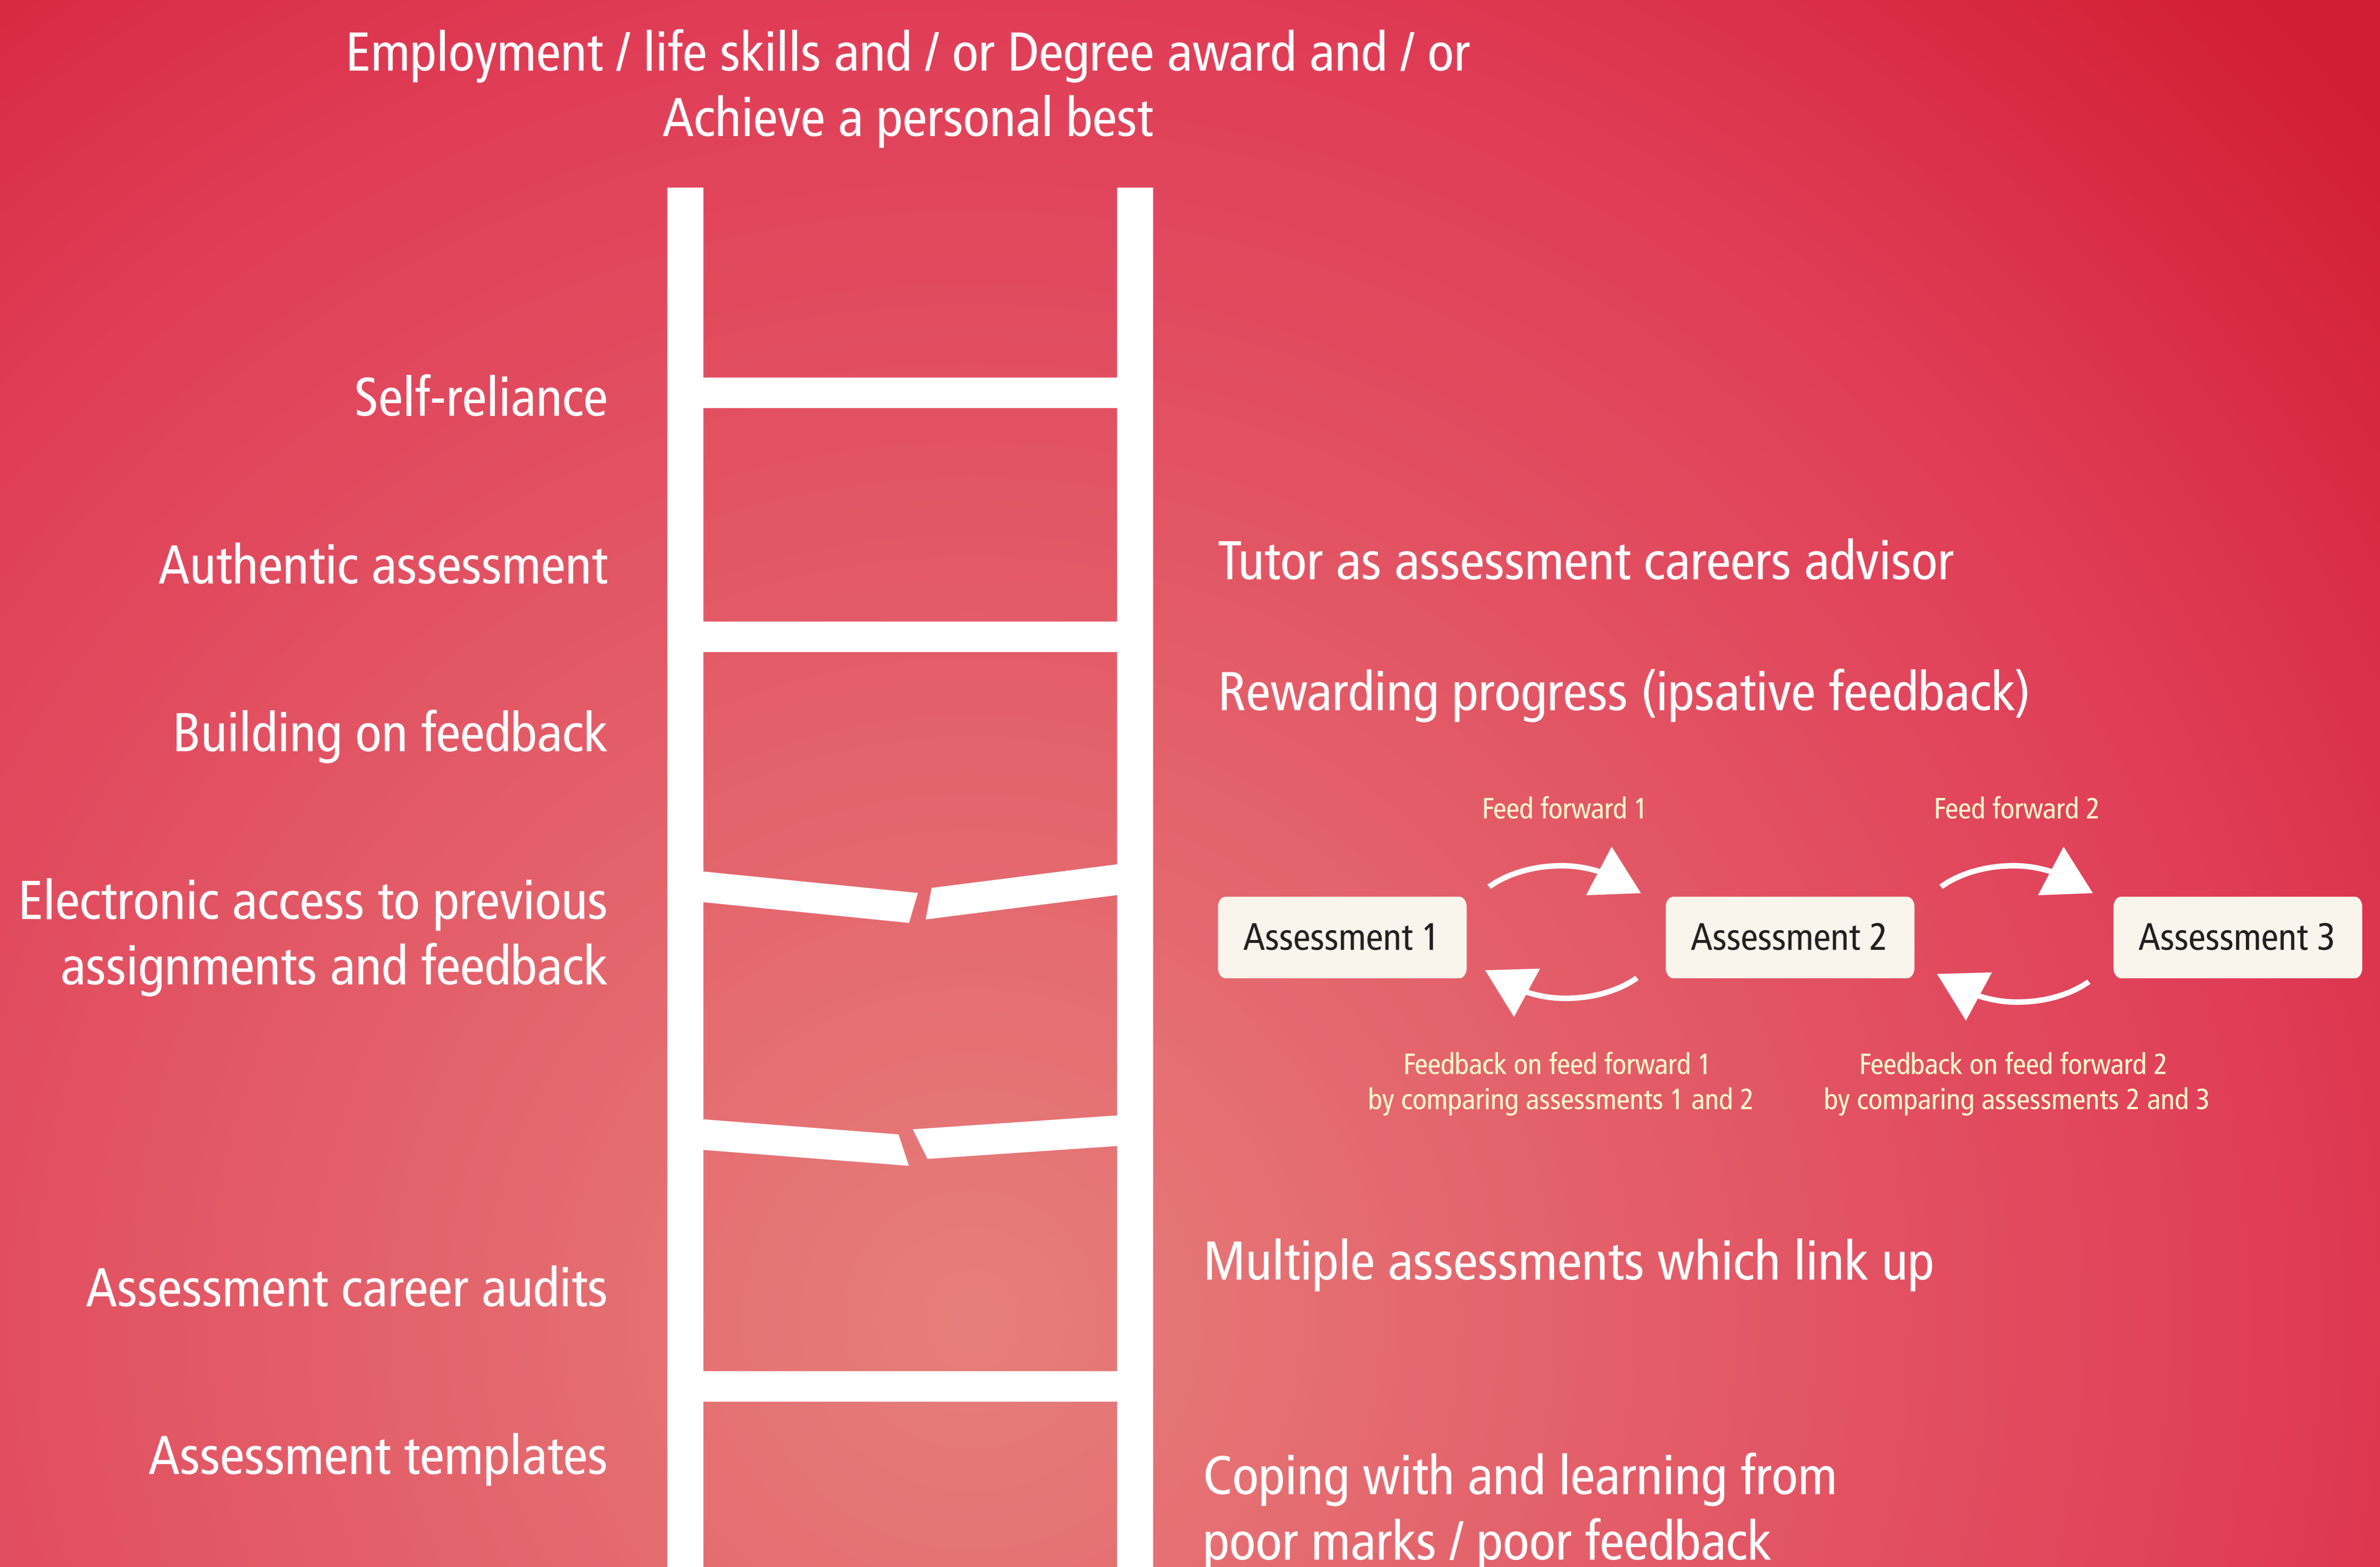 Employment / life skills and / or Degree award and / or
Achieve a personal best
Self-reliance
Authentic assessment
Building on feedback
Electronic access to previous
assignments and feedback
Assessment career audits
Assessment templates
Tutor as assessment careers advisor
Rewarding progress (ipsative feedback)
Feed forward 1
Feed forward 2
Assessment 1
Assessment 2
Assessment 3
Feedback on feed forward 1
by comparing assessments 1 and 2
Feedback on feed forward 2
by comparing assessments 2 and 3
Multiple assessments which link up
Coping with and learning from
poor marks / poor feedback